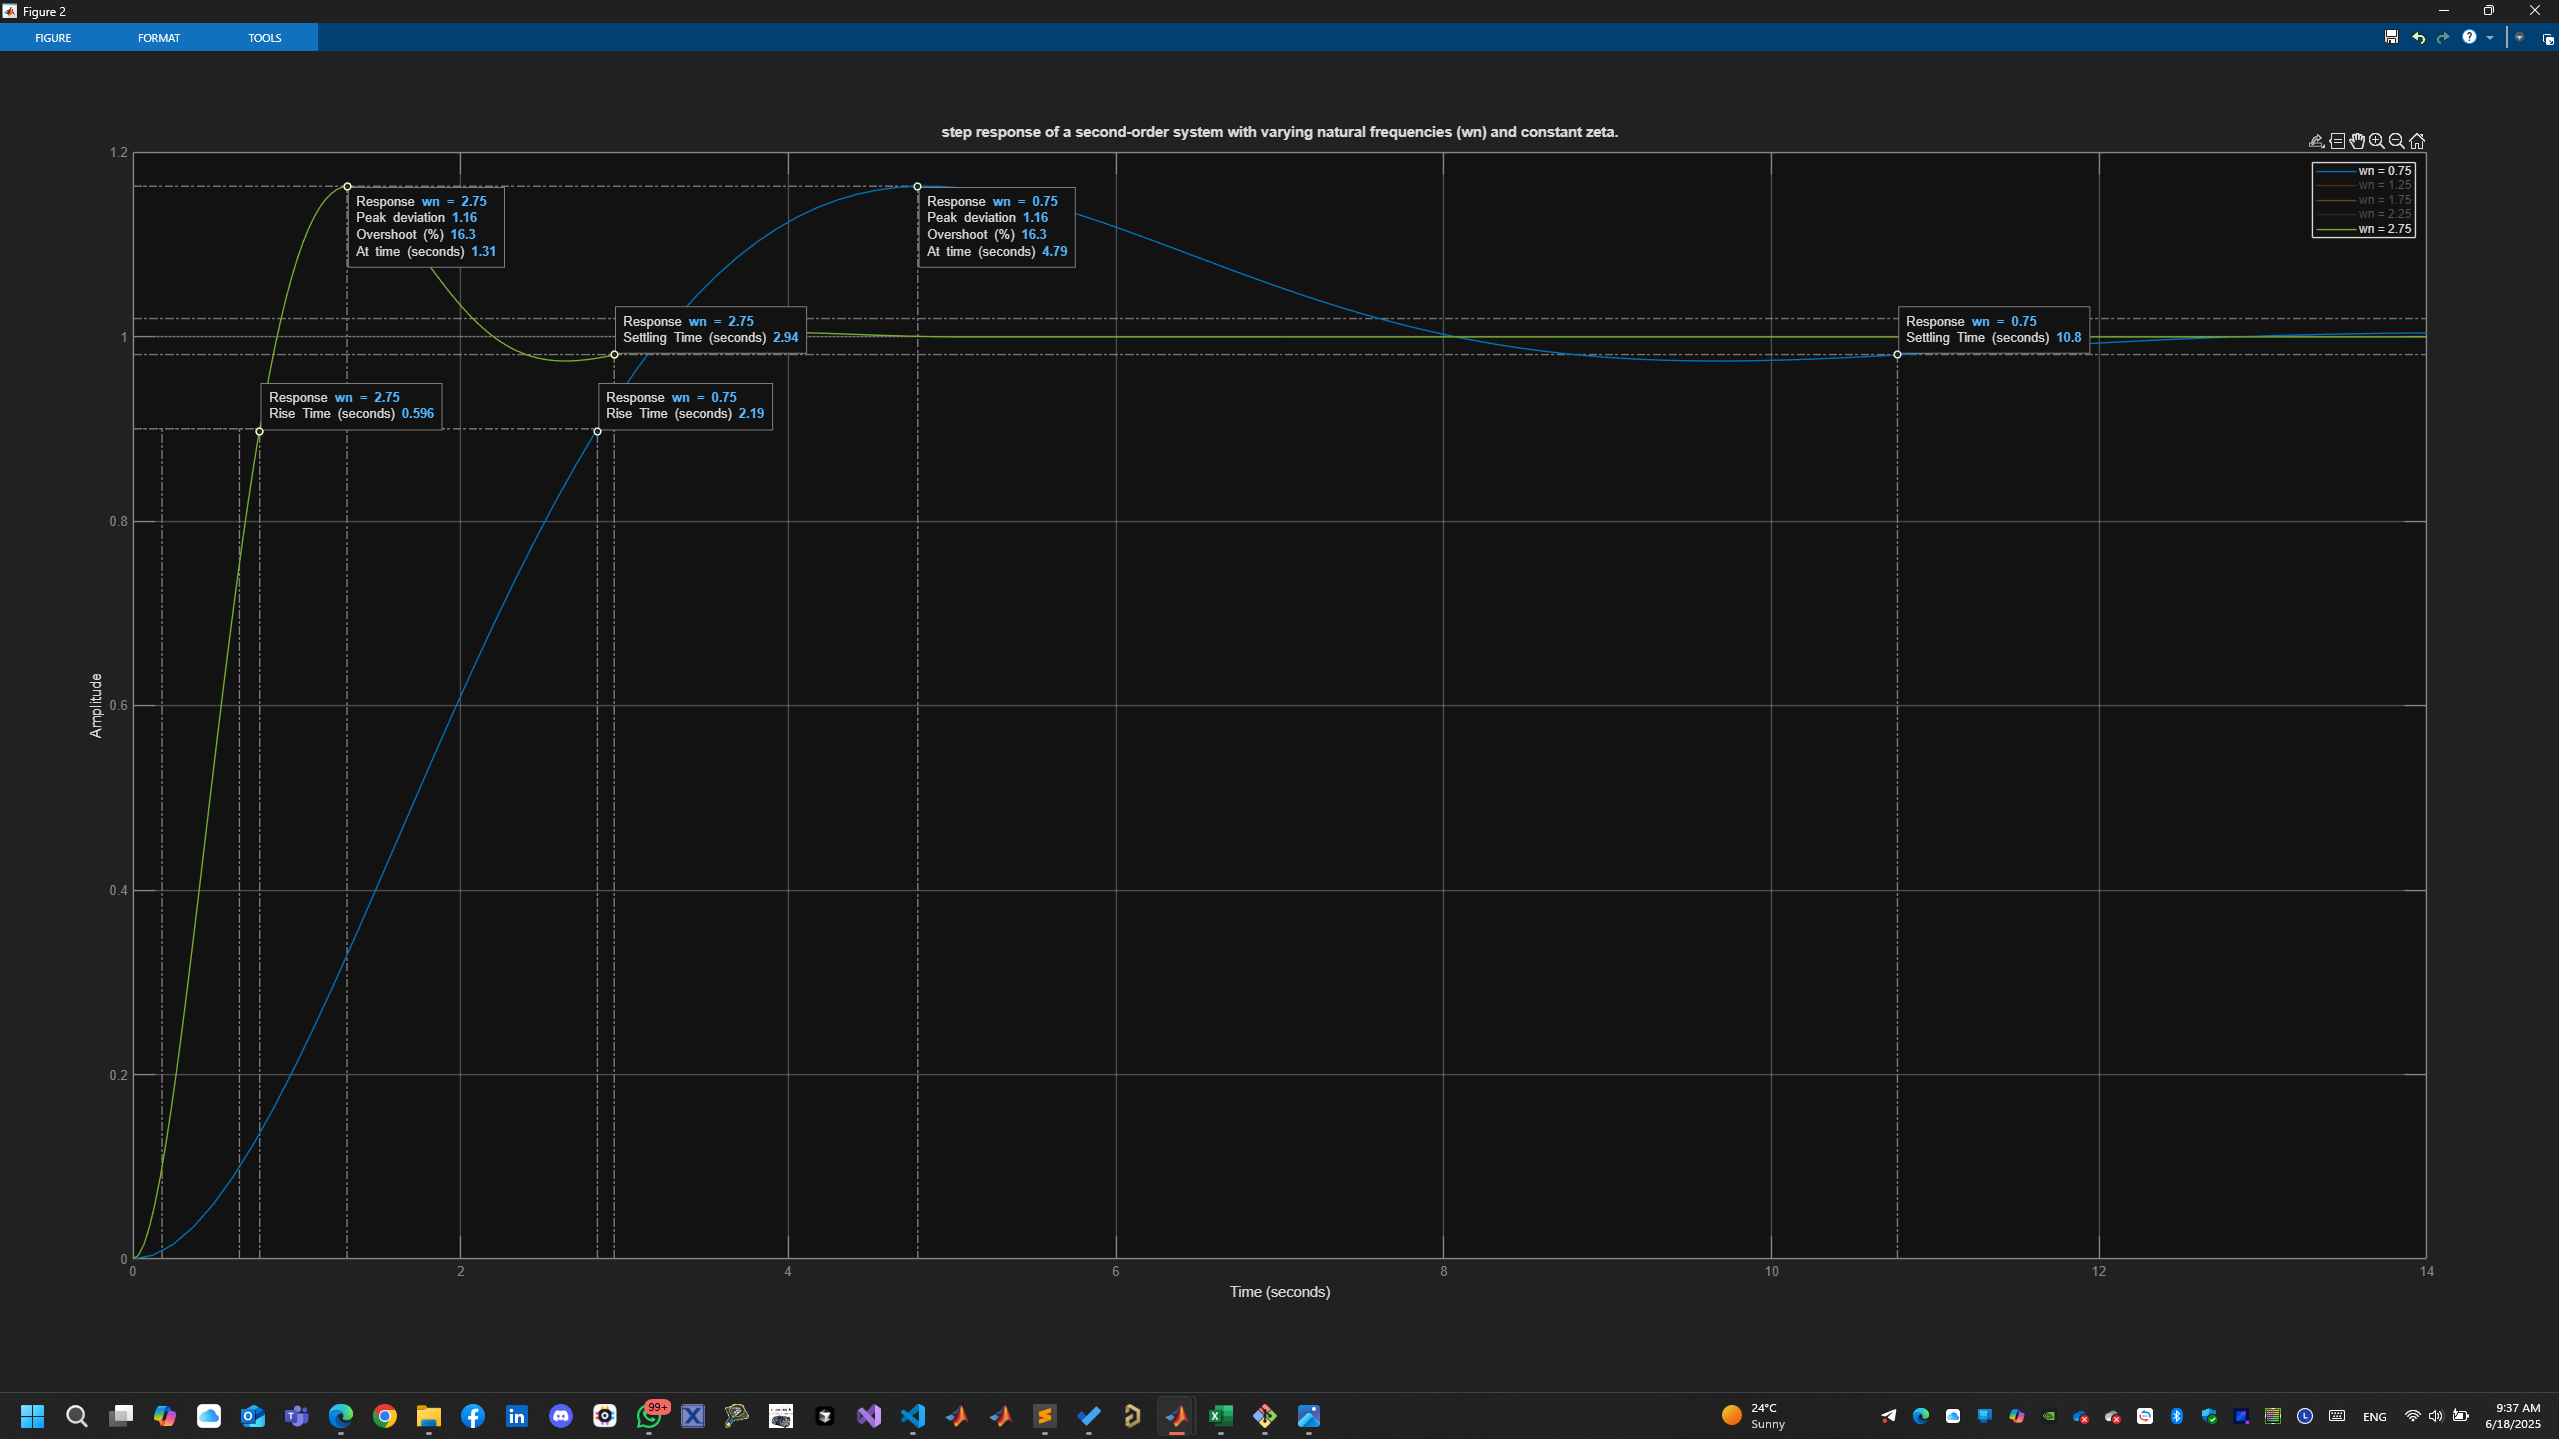 Figure 2
FIGURE
FORMAT
TOOLS
step response of a second-order system with varying natural frequencies (wn) and constant zeta.
wn = 0.75
wn = 1.25
wn = 1.75
wn = 2.25
wn = 2.75
Response wn = 2.75
Peak deviation 1.16
Overshoot (%) 16.3
At time (seconds) 1.31
Response wn = 0.75
Peak deviation 1.16
Overshoot (%) 16.3
At time (seconds) 4.79
Response wn = 2.75
Settling Time (seconds) 2.94
Response wn = 0.75
Settling Time (seconds) 10.8
Response wn = 2.75
Rise Time (seconds) 0.596
Response wn = 0.75
Rise Time (seconds) 2.19
1.2
1
0.8
0.6
0.4
0.2
0
Amplitude
0
2
4
6
8
10
12
14
Time (seconds)
99+
24°C
Sunny
ENG
9:37 AM
6/18/2025